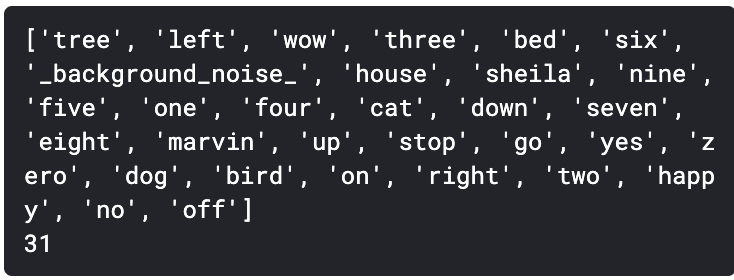 ['tree', 'left', 'wow', 'three', 'bed', 'six',
'_background_noise_', 'house', 'sheila', 'nine',
'five', 'one', 'four', 'cat', 'down', 'seven',
'eight', 'marvin', 'up', 'stop', 'go', 'yes', 'z
ero', 'dog', 'bird', 'on', 'right', 'two', 'happ
y', 'no', 'off']
31